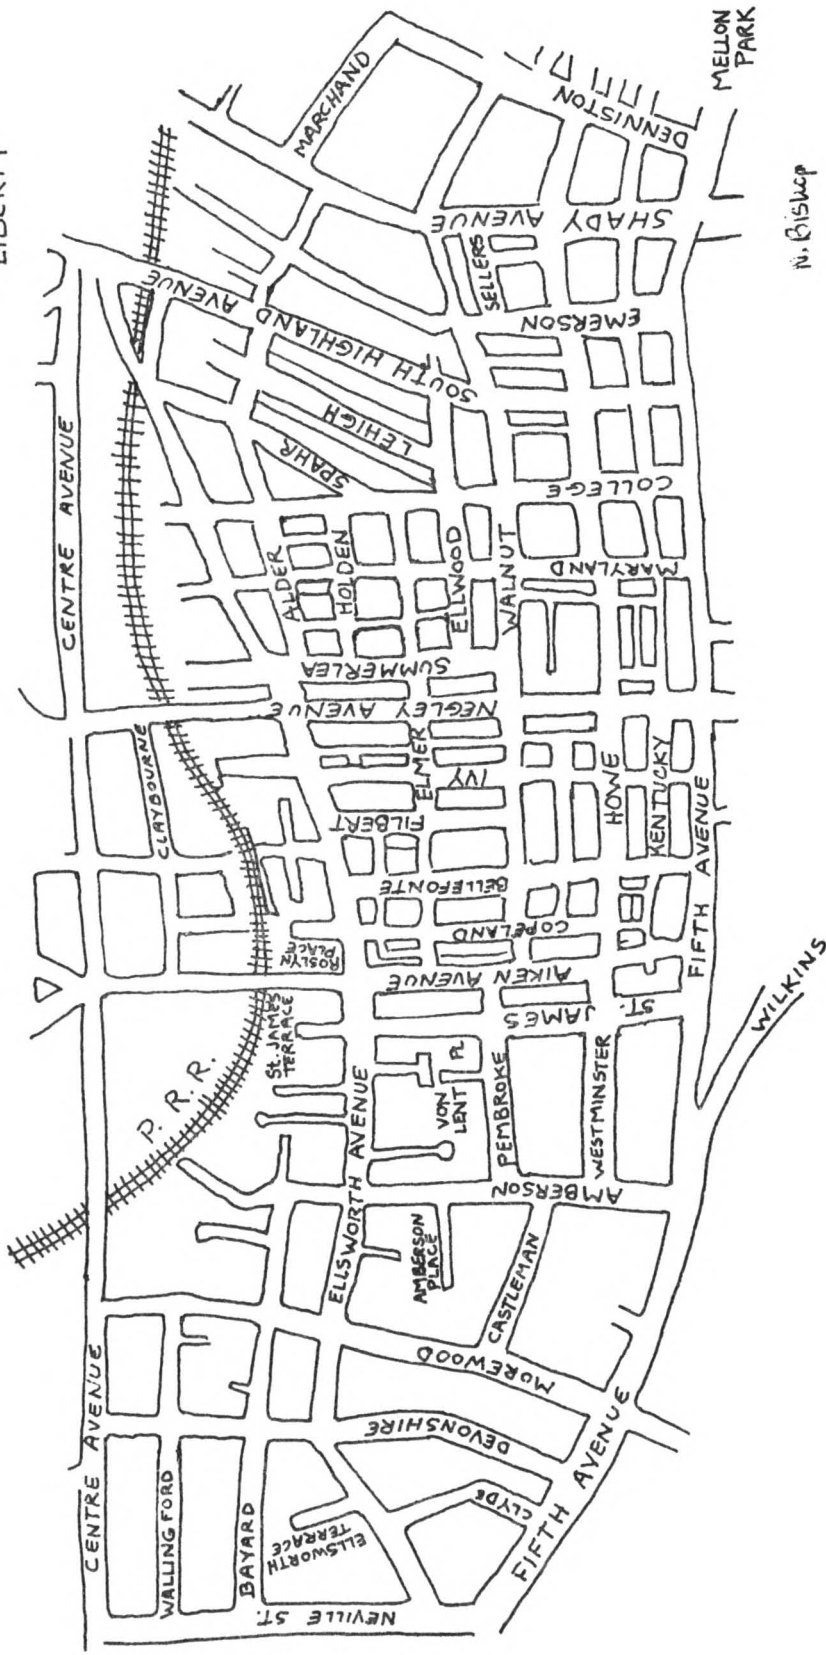 LIBERTY
MELLON
PARK
MARCHAND
DENNISTON
SHADY AVENUE
SELLERS
EMERSON
SOUTH HIGHLAND AVENUE
LEHIGH
SPAHR
COLLEGE
CENTRE AVENUE
ALDER
HOLDEN
ELLWOOD
WALNUT
MARYLAND
SUMMERLEA
NEGLEY AVENUE
CLAYBOURNE
ELMER
IVY
FILBERT
HOWE
KENTUCKY
FIFTH AVENUE
BELLEFONTE
COPELAND
ROSLYN
PLACE
AIKEN AVENUE
St. JAMES
TERRACE
ST. JAMES
P. R. R.
WILKINS
ELLSWORTH AVENUE
VON
LENT
PL
PEMBROKE
WESTMINSTER
AMBERSON
AMBERSON
PLACE
CASTLEMAN
MOREWOOD
DEVONSHIRE
CLYDE
FIFTH AVENUE
CENTRE AVENUE
WALLINGFORD
BAYARD
ELLSWORTH
TERRACE
NEVILLE ST.
N. Bishop